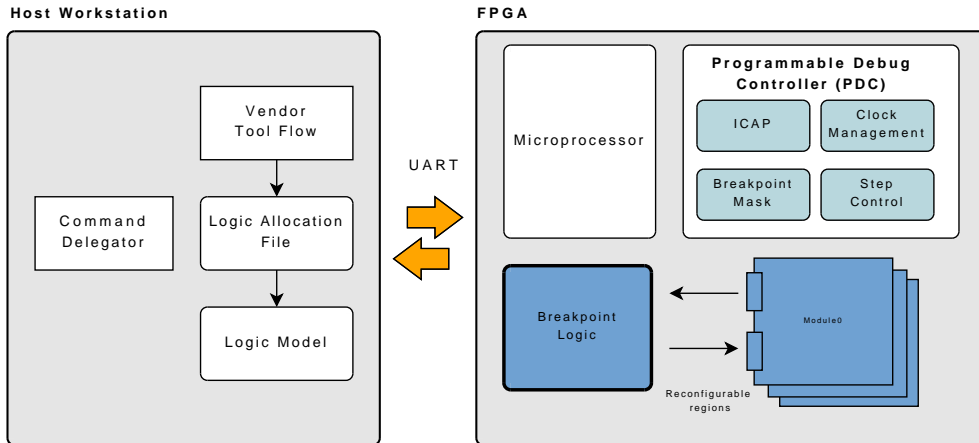 Host Workstation
Vendor
Tool Flow
Command
Delegator
Logic Allocation
File
Logic Model
UART
FPGA
Microprocessor
Programmable Debug
Controller (PDC)
ICAP
Clock
Management
Breakpoint
Mask
Step
Control
Breakpoint
Logic
Module0
Reconfigurable
regions